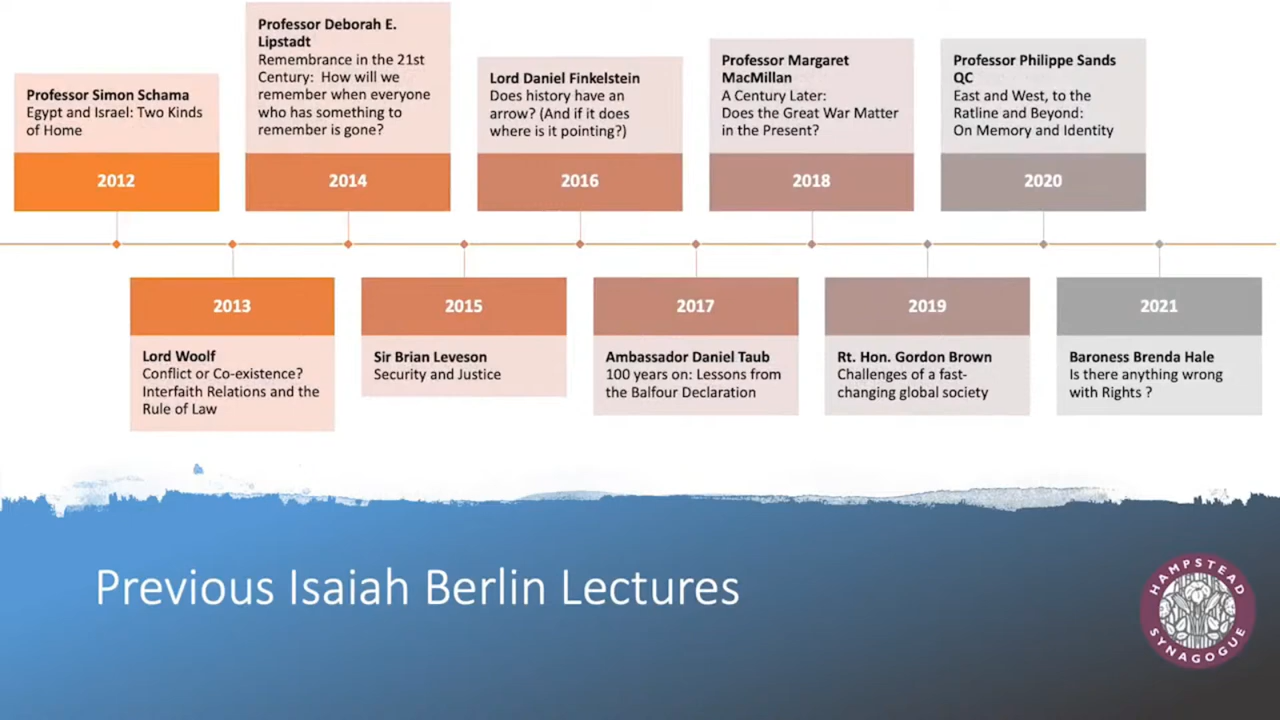 Professor Simon Schama
Egypt and Israel: Two Kinds
of Home
2012
Professor Deborah E.
Lipstadt
Remembrance in the 21st
Century: How will we
remember when everyone
who has something to
remember is gone?
2014
Lord Daniel Finkelstein
Does history have an
arrow? (And if it does
where is it pointing?)
2016
Professor Margaret
MacMillan
A Century Later:
Does the Great War Matter
in the Present?
2018
Professor Philippe Sands
QC
East and West, to the
Ratline and Beyond:
On Memory and Identity
2020
2013
Lord Woolf
Conflict or Co-existence?
Interfaith Relations and the
Rule of Law
2015
Sir Brian Leveson
Security and Justice
2017
Ambassador Daniel Taub
100 years on: Lessons from
the Balfour Declaration
2019
Rt. Hon. Gordon Brown
Challenges of a fast-
changing global society
2021
Baroness Brenda Hale
Is there anything wrong
with Rights ?
Previous Isaiah Berlin Lectures
HAMPSTEAD
SYNAGOGUE